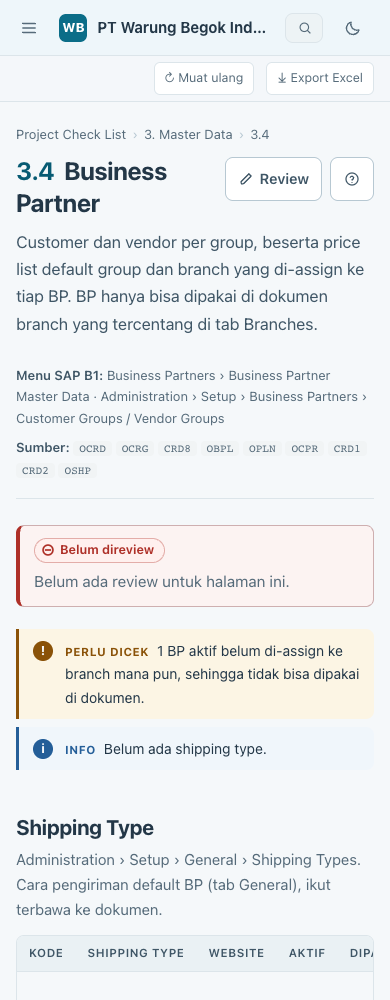 WB PT Warung Begok Ind...
Muat ulang Export Excel
Project Check List › 3. Master Data › 3.4
3.4 Business Partner
Review
Customer dan vendor per group, beserta price
list default group dan branch yang di-assign ke
tiap BP. BP hanya bisa dipakai di dokumen
branch yang tercentang di tab Branches.
Menu SAP B1: Business Partners › Business Partner
Master Data · Administration › Setup › Business Partners ›
Customer Groups / Vendor Groups
Sumber: OCRD OCRG CRD8 OBPL OPLN OCPR CRD1
CRD2 OSHP
Belum direview
Belum ada review untuk halaman ini.
PERLU DICEK 1 BP aktif belum di-assign ke
branch mana pun, sehingga tidak bisa dipakai
di dokumen.
INFO Belum ada shipping type.
Shipping Type
Administration › Setup › General › Shipping Types.
Cara pengiriman default BP (tab General), ikut
terbawa ke dokumen.
KODE SHIPPING TYPE WEBSITE AKTIF